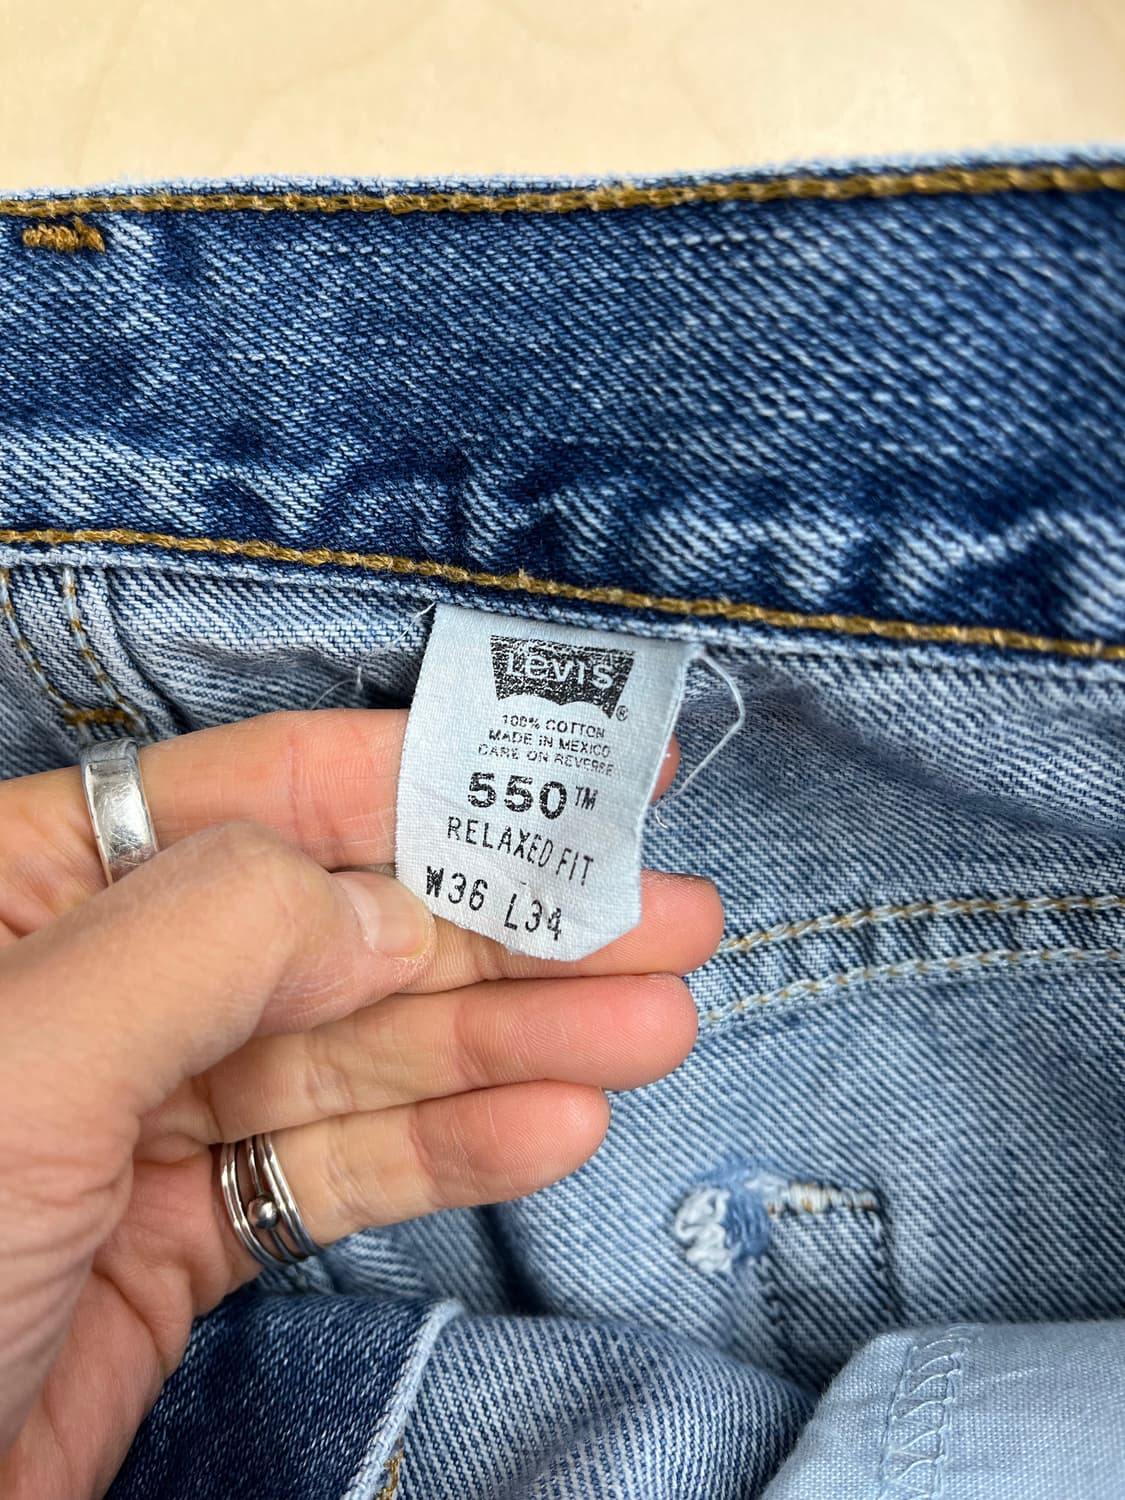 Levi's®
100% COTTON
MADE IN MEXICO
CARE ON REVERSE
550™
RELAXED FIT
W36 L34